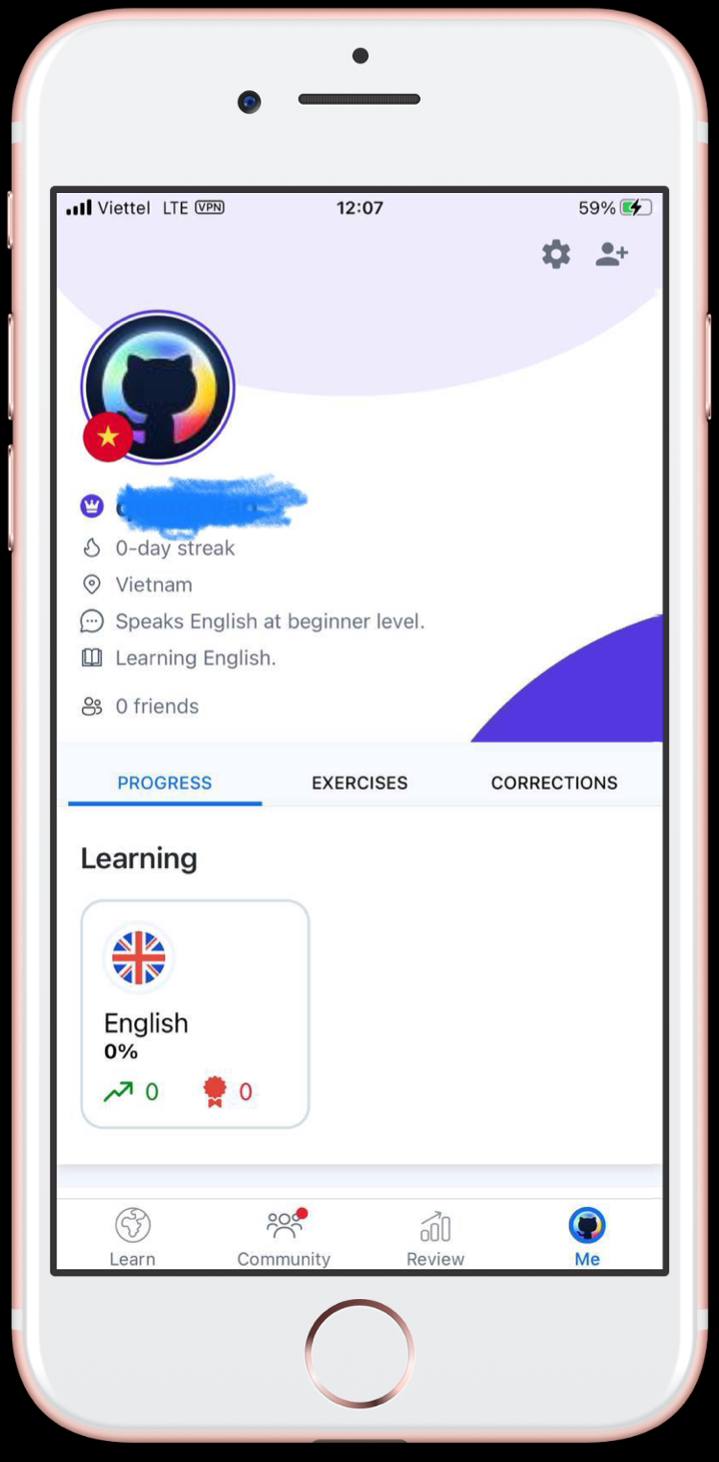 Viettel LTE VPN 12:07 59%
0-day streak
Vietnam
Speaks English at beginner level.
Learning English.
0 friends
PROGRESS EXERCISES CORRECTIONS
Learning
English
0%
0 0
Learn Community Review Me